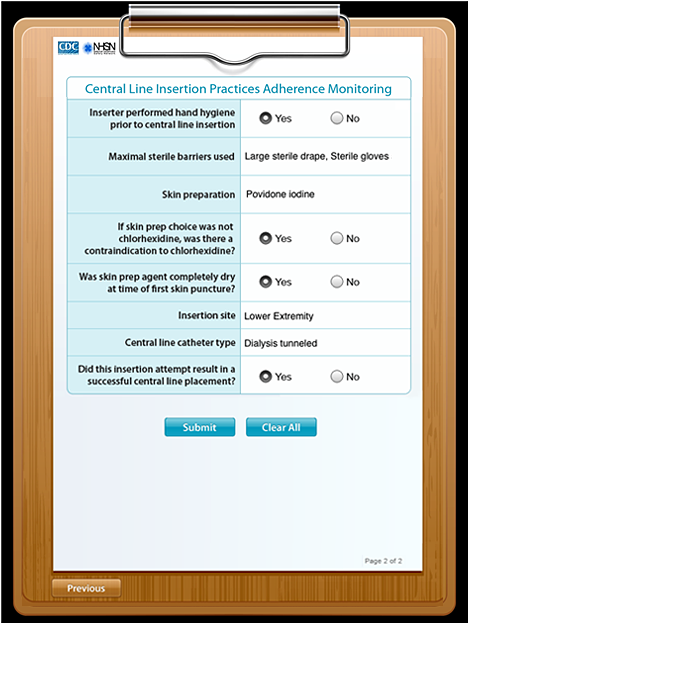 CDC NHSN
Central Line Insertion Practices Adherence Monitoring
Inserter performed hand hygiene
prior to central line insertion
Yes No
Maximal sterile barriers used
Large sterile drape, Sterile gloves
Skin preparation
Povidone iodine
If skin prep choice was not
chlorhexidine, was there a
contraindication to chlorhexidine?
Yes No
Was skin prep agent completely dry
at time of first skin puncture?
Yes No
Insertion site
Lower Extremity
Central line catheter type
Dialysis tunneled
Did this insertion attempt result in a
successful central line placement?
Yes No
Submit Clear All
Page 2 of 2
Previous